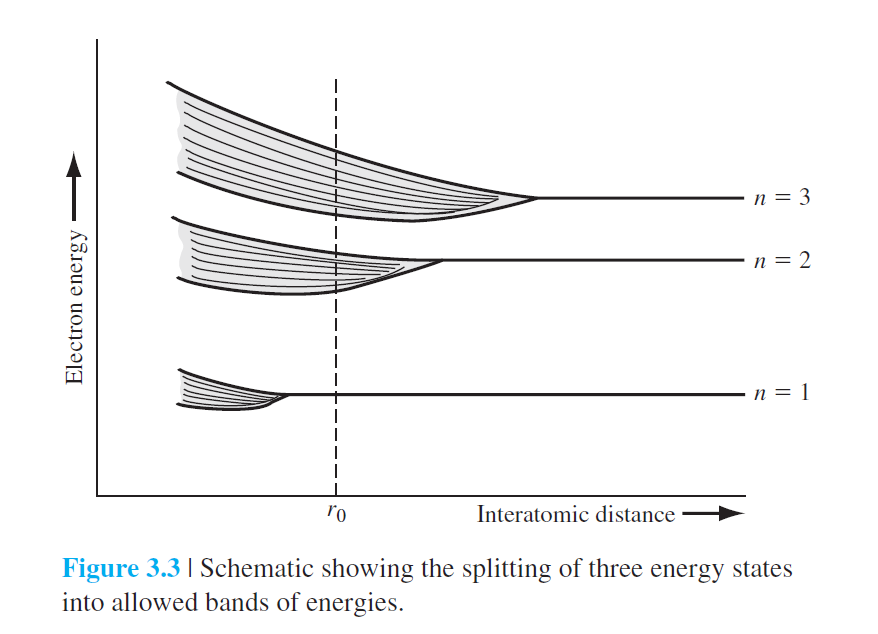 Electron energy
n = 3
n = 2
n = 1
r₀
Interatomic distance
Figure 3.3 | Schematic showing the splitting of three energy states
into allowed bands of energies.